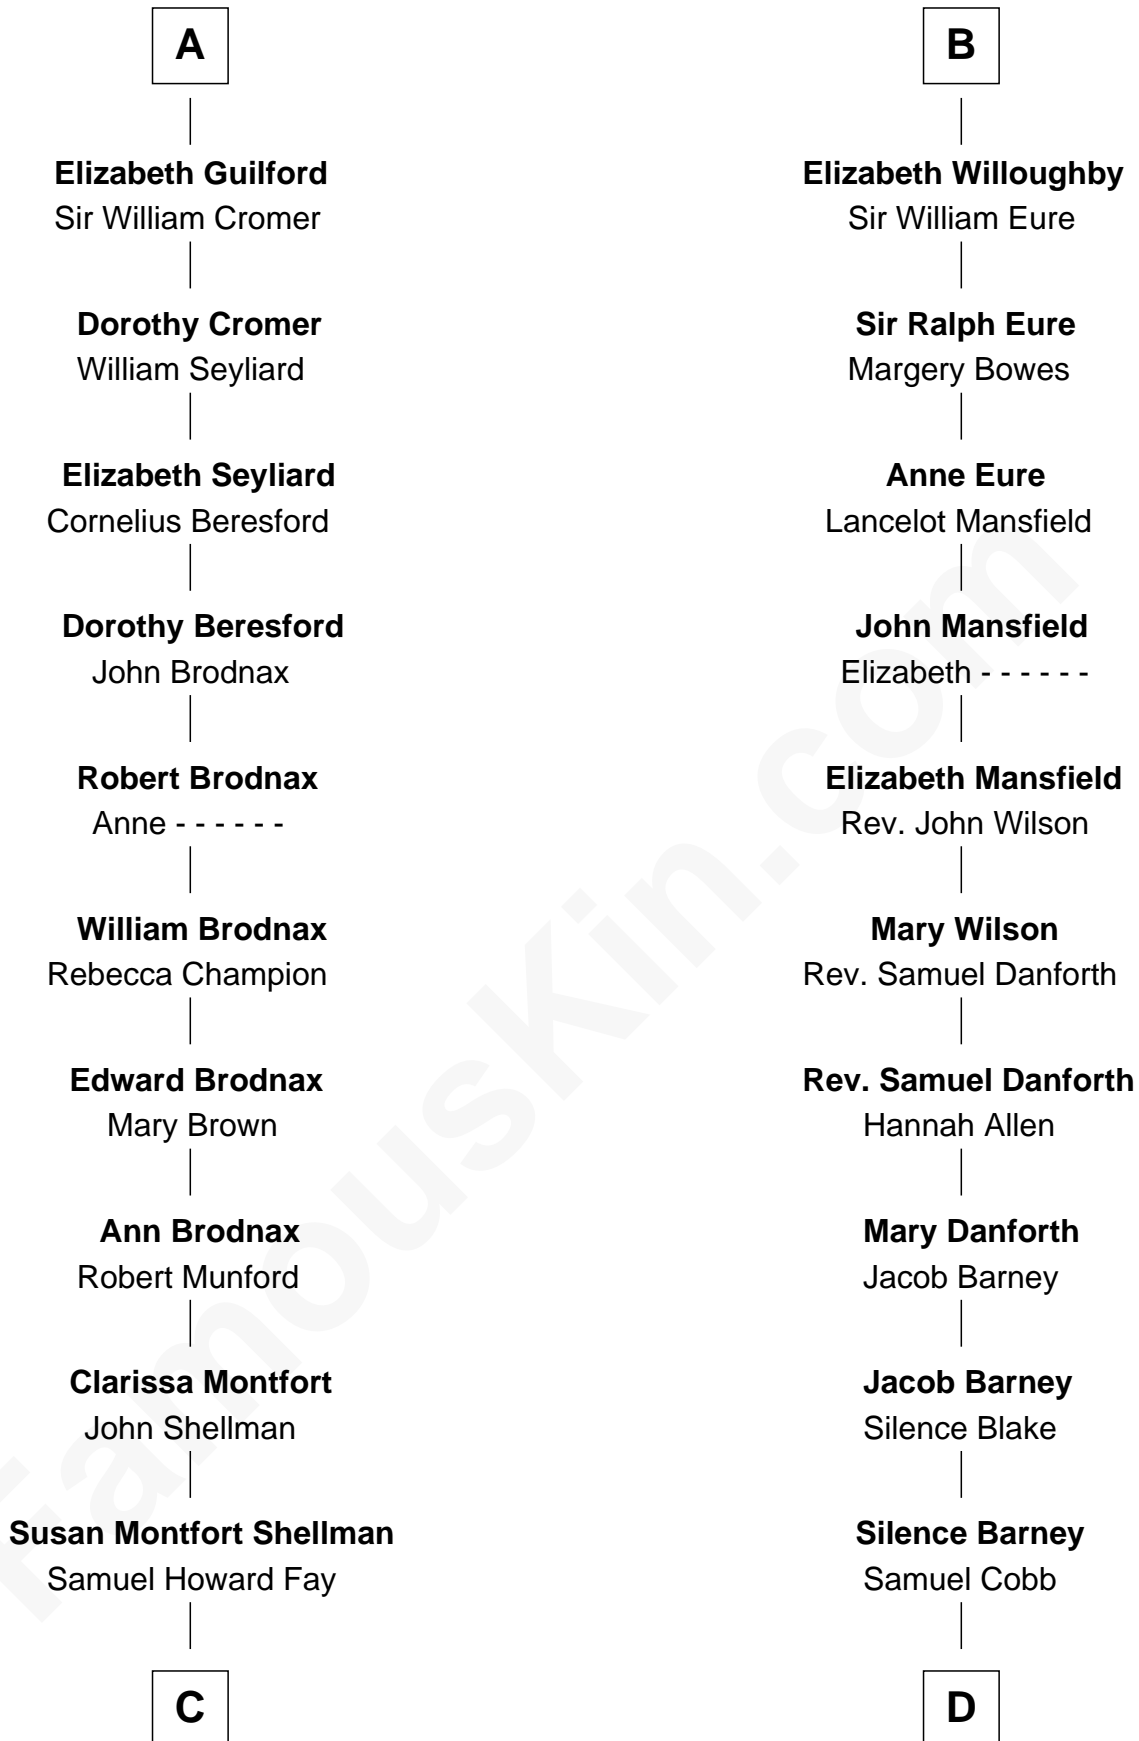 A
Elizabeth Guilford
Sir William Cromer
Dorothy Cromer
William Seyliard
Elizabeth Seyliard
Cornelius Beresford
Dorothy Beresford
John Brodnax
Robert Brodnax
Anne - - - - - -
William Brodnax
Rebecca Champion
Edward Brodnax
Mary Brown
Ann Brodnax
Robert Munford
Clarissa Montfort
John Shellman
Susan Montfort Shellman
Samuel Howard Fay
C
B
Elizabeth Willoughby
Sir William Eure
Sir Ralph Eure
Margery Bowes
Anne Eure
Lancelot Mansfield
John Mansfield
Elizabeth - - - - - -
Elizabeth Mansfield
Rev. John Wilson
Mary Wilson
Rev. Samuel Danforth
Rev. Samuel Danforth
Hannah Allen
Mary Danforth
Jacob Barney
Jacob Barney
Silence Blake
Silence Barney
Samuel Cobb
D
FamousKin.com